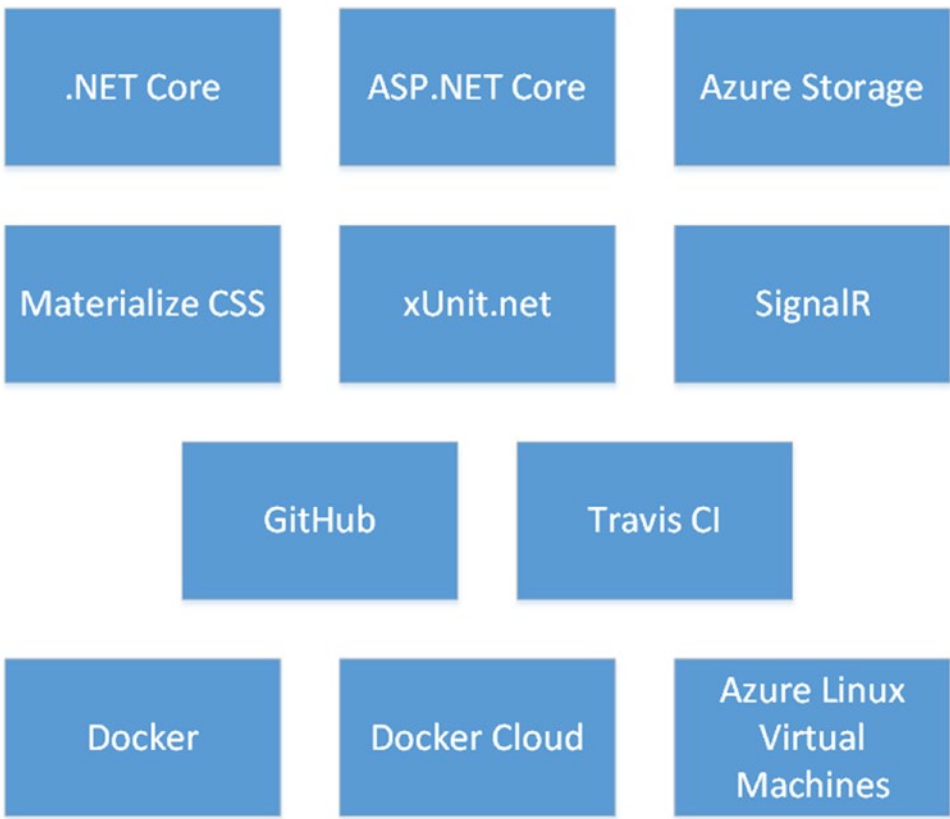 .NET Core
ASP.NET Core
Azure Storage
Materialize CSS
xUnit.net
SignalR
GitHub
Travis CI
Docker
Docker Cloud
Azure Linux
Virtual
Machines